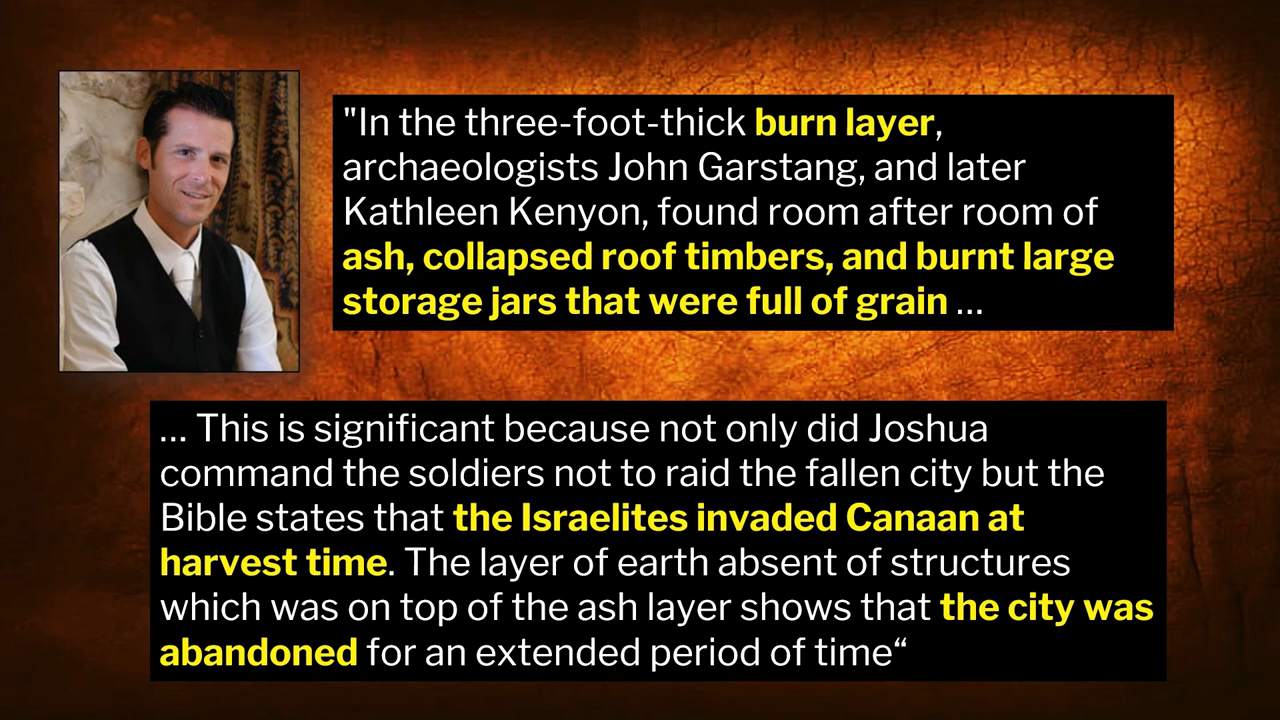 "In the three-foot-thick burn layer,
archaeologists John Garstang, and later
Kathleen Kenyon, found room after room of
ash, collapsed roof timbers, and burnt large
storage jars that were full of grain ...
... This is significant because not only did Joshua
command the soldiers not to raid the fallen city but the
Bible states that the Israelites invaded Canaan at
harvest time. The layer of earth absent of structures
which was on top of the ash layer shows that the city was
abandoned for an extended period of time“